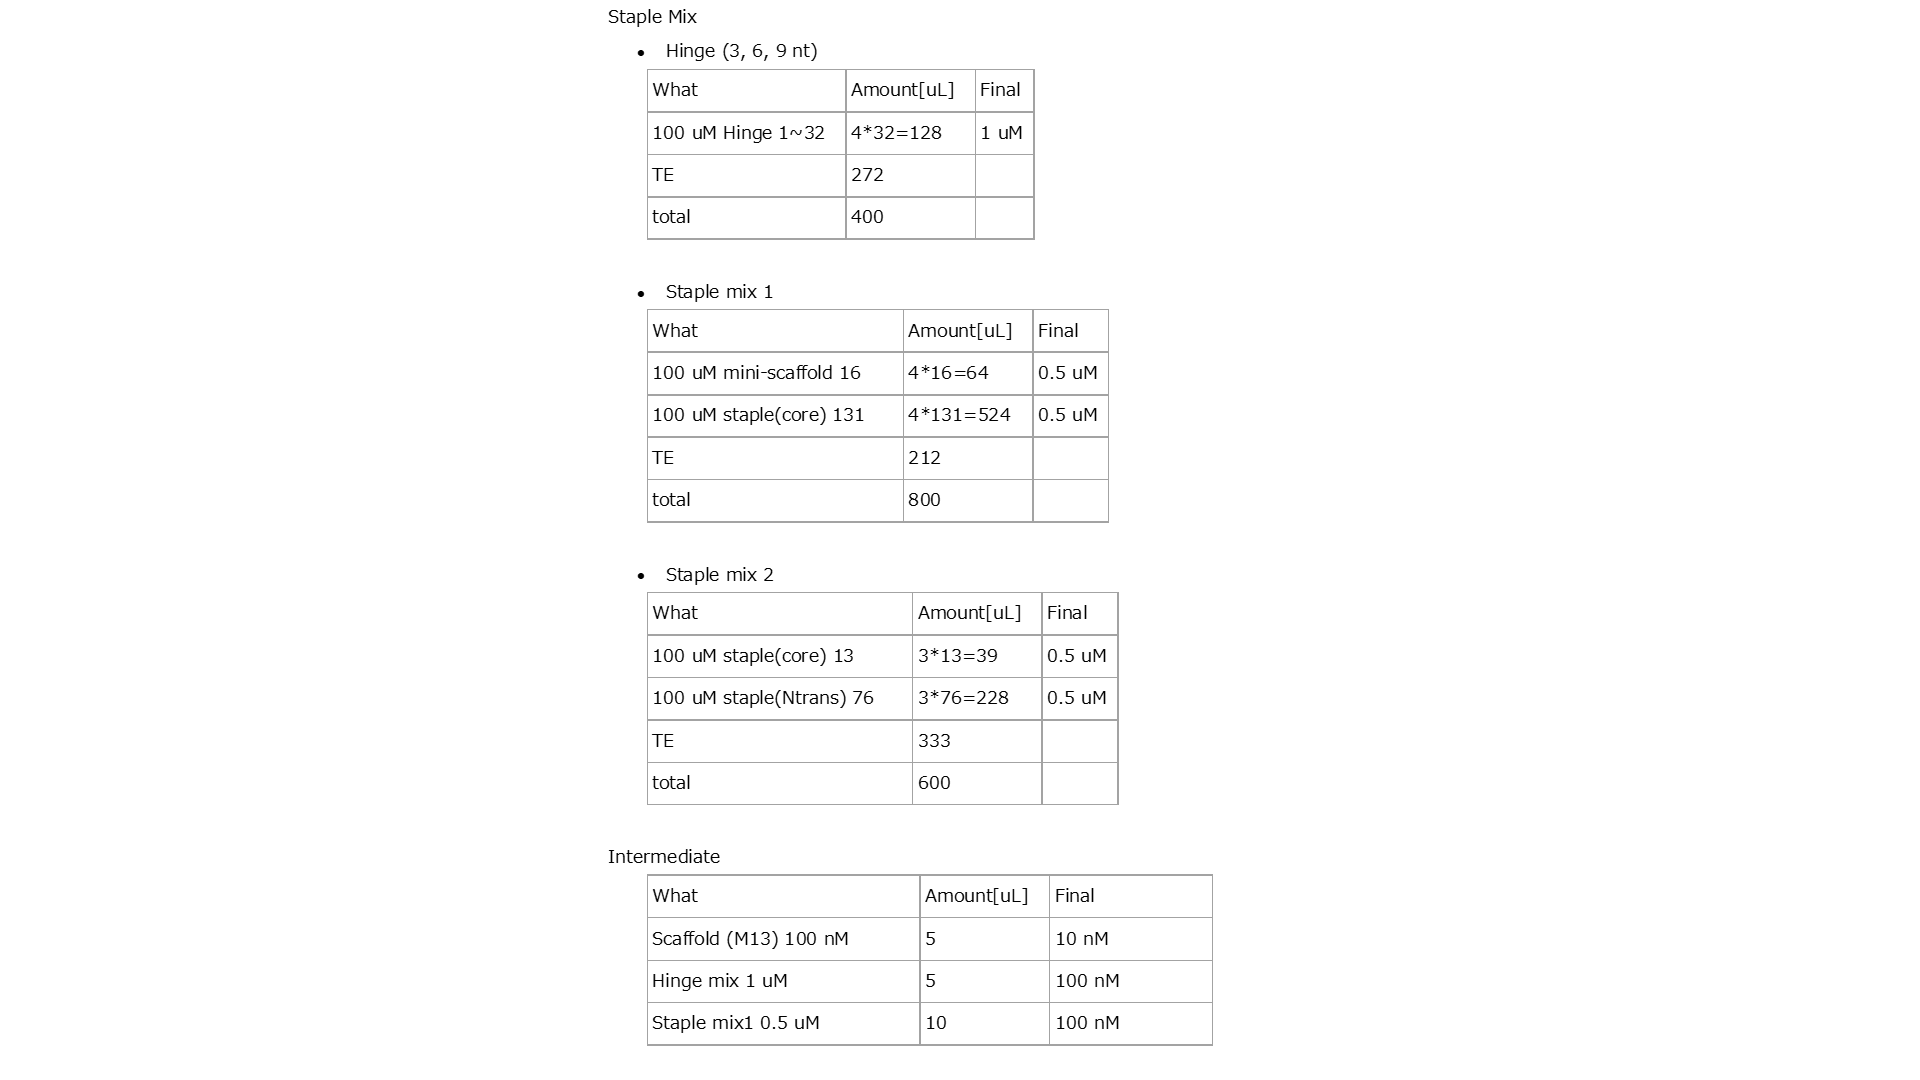 Staple Mix
• Hinge (3, 6, 9 nt)
What Amount[uL] Final
100 uM Hinge 1~32 4*32=128 1 uM
TE 272
total 400
• Staple mix 1
What Amount[uL] Final
100 uM mini-scaffold 16 4*16=64 0.5 uM
100 uM staple(core) 131 4*131=524 0.5 uM
TE 212
total 800
• Staple mix 2
What Amount[uL] Final
100 uM staple(core) 13 3*13=39 0.5 uM
100 uM staple(Ntrans) 76 3*76=228 0.5 uM
TE 333
total 600
Intermediate
What Amount[uL] Final
Scaffold (M13) 100 nM 5 10 nM
Hinge mix 1 uM 5 100 nM
Staple mix1 0.5 uM 10 100 nM